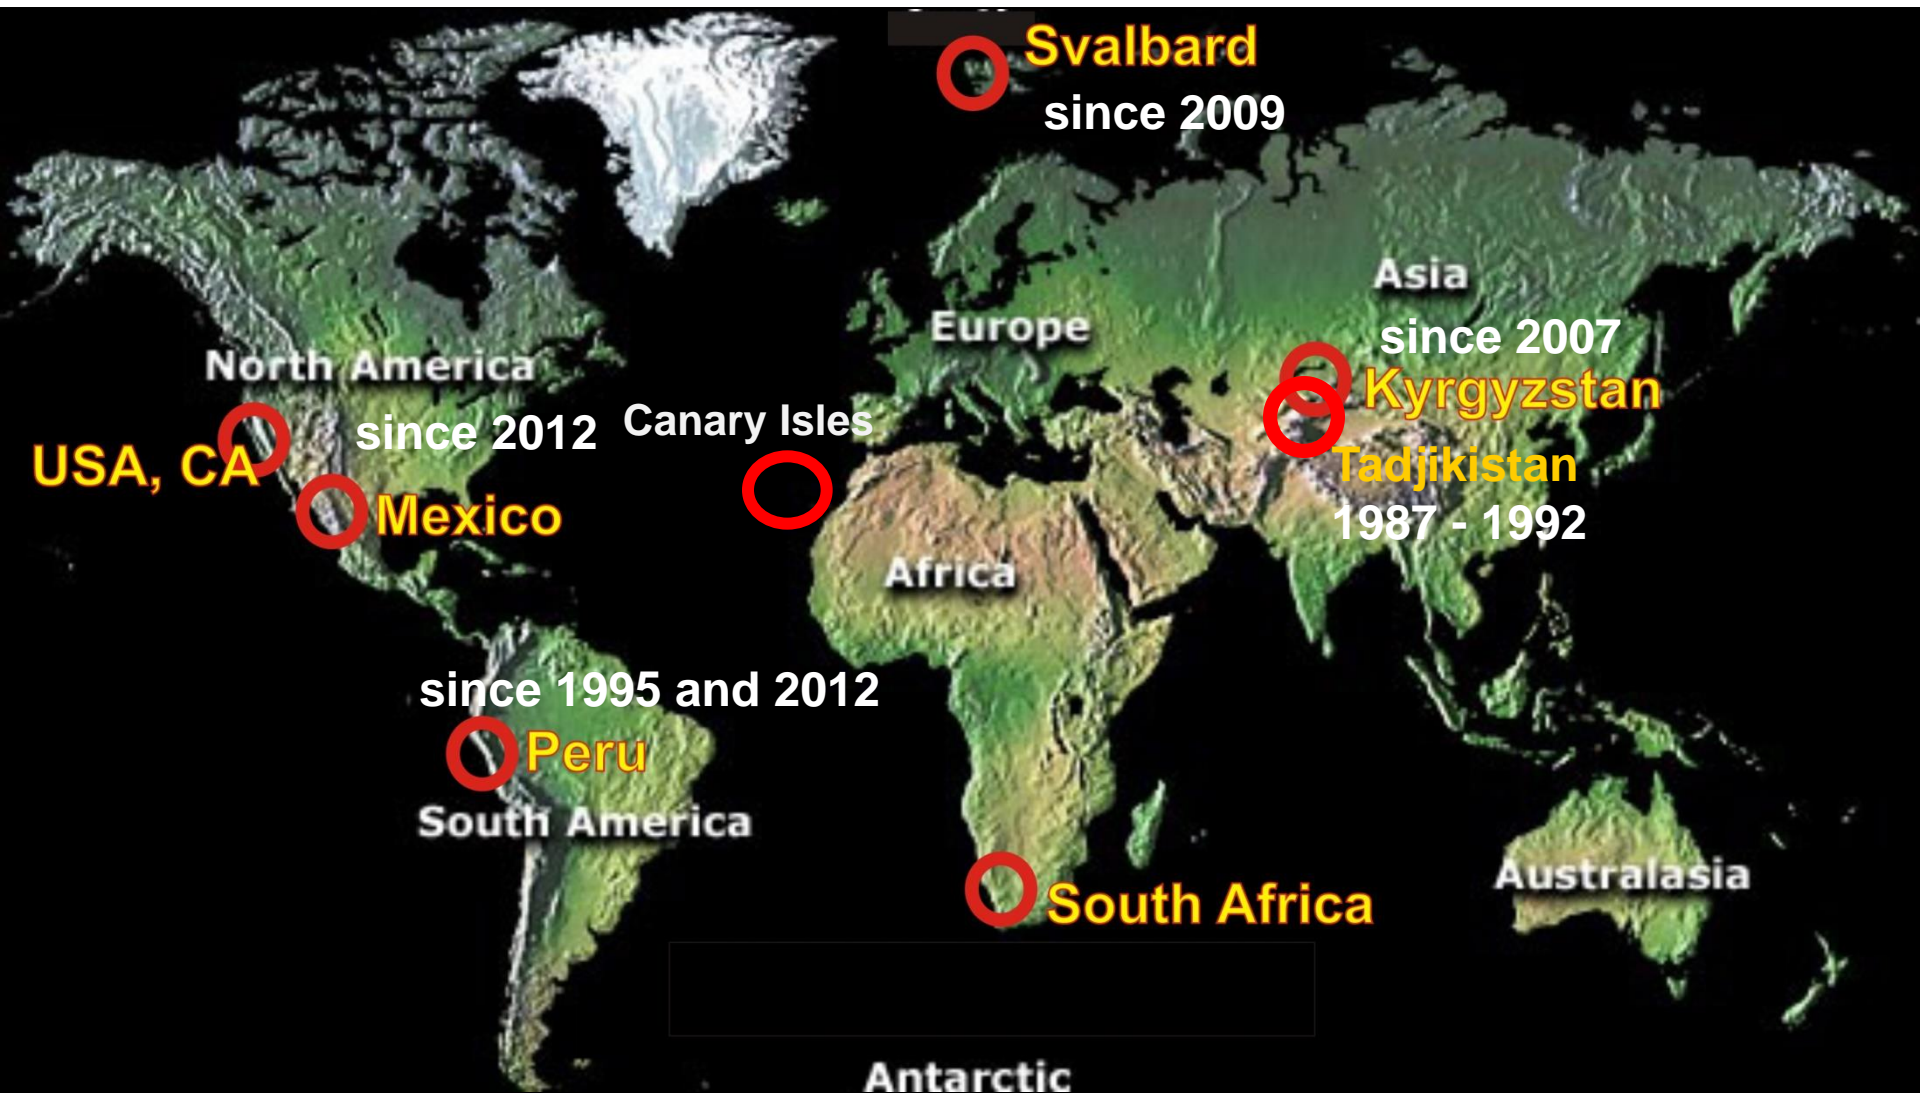 Svalbard
since 2009
Asia
Europe
since 2007
North America
Kyrgyzstan
since 2012
Canary Isles
USA, CA
Tadjikistan
Mexico
1987 - 1992
Africa
since 1995 and 2012
Peru
South America
Australasia
South Africa
Antarctic